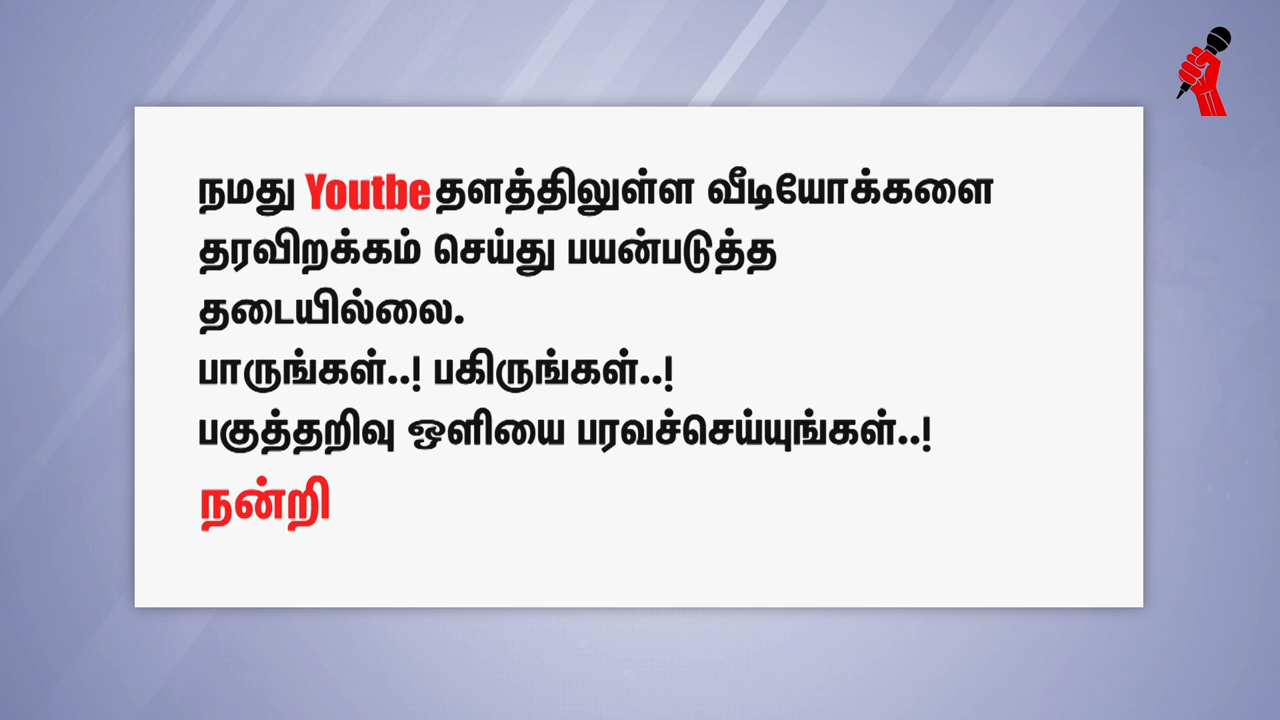 நமது Youtbe தளத்திலுள்ள வீடியோக்களை
தரவிறக்கம் செய்து பயன்படுத்த
தடையில்லை.
பாருங்கள்..! பகிருங்கள்..!
பகுத்தறிவு ஒளியை பரவச்செய்யுங்கள்..!
நன்றி